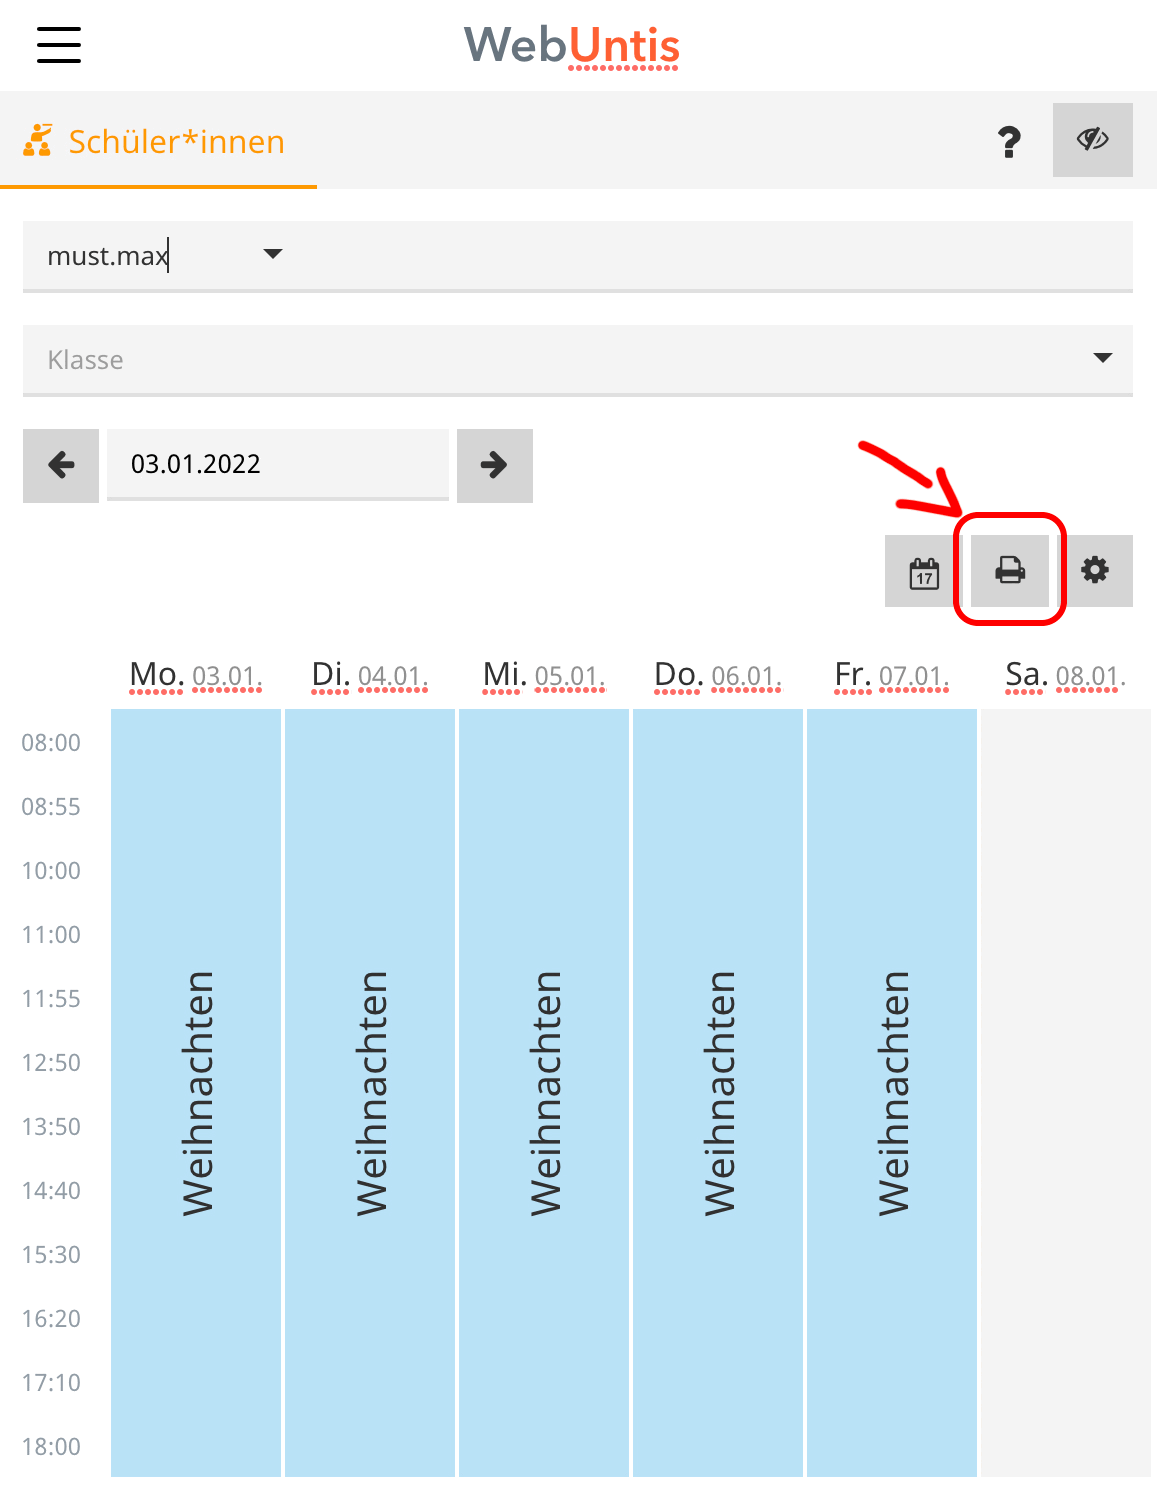 WebUntis
Schüler*innen ?
must.max
Klasse
03.01.2022
17
Mo. 03.01. Di. 04.01. Mi. 05.01. Do. 06.01. Fr. 07.01. Sa. 08.01.
08:00
08:55
10:00
11:00
11:55
12:50
13:50
14:40
15:30
16:20
17:10
18:00
Weihnachten
Weihnachten
Weihnachten
Weihnachten
Weihnachten